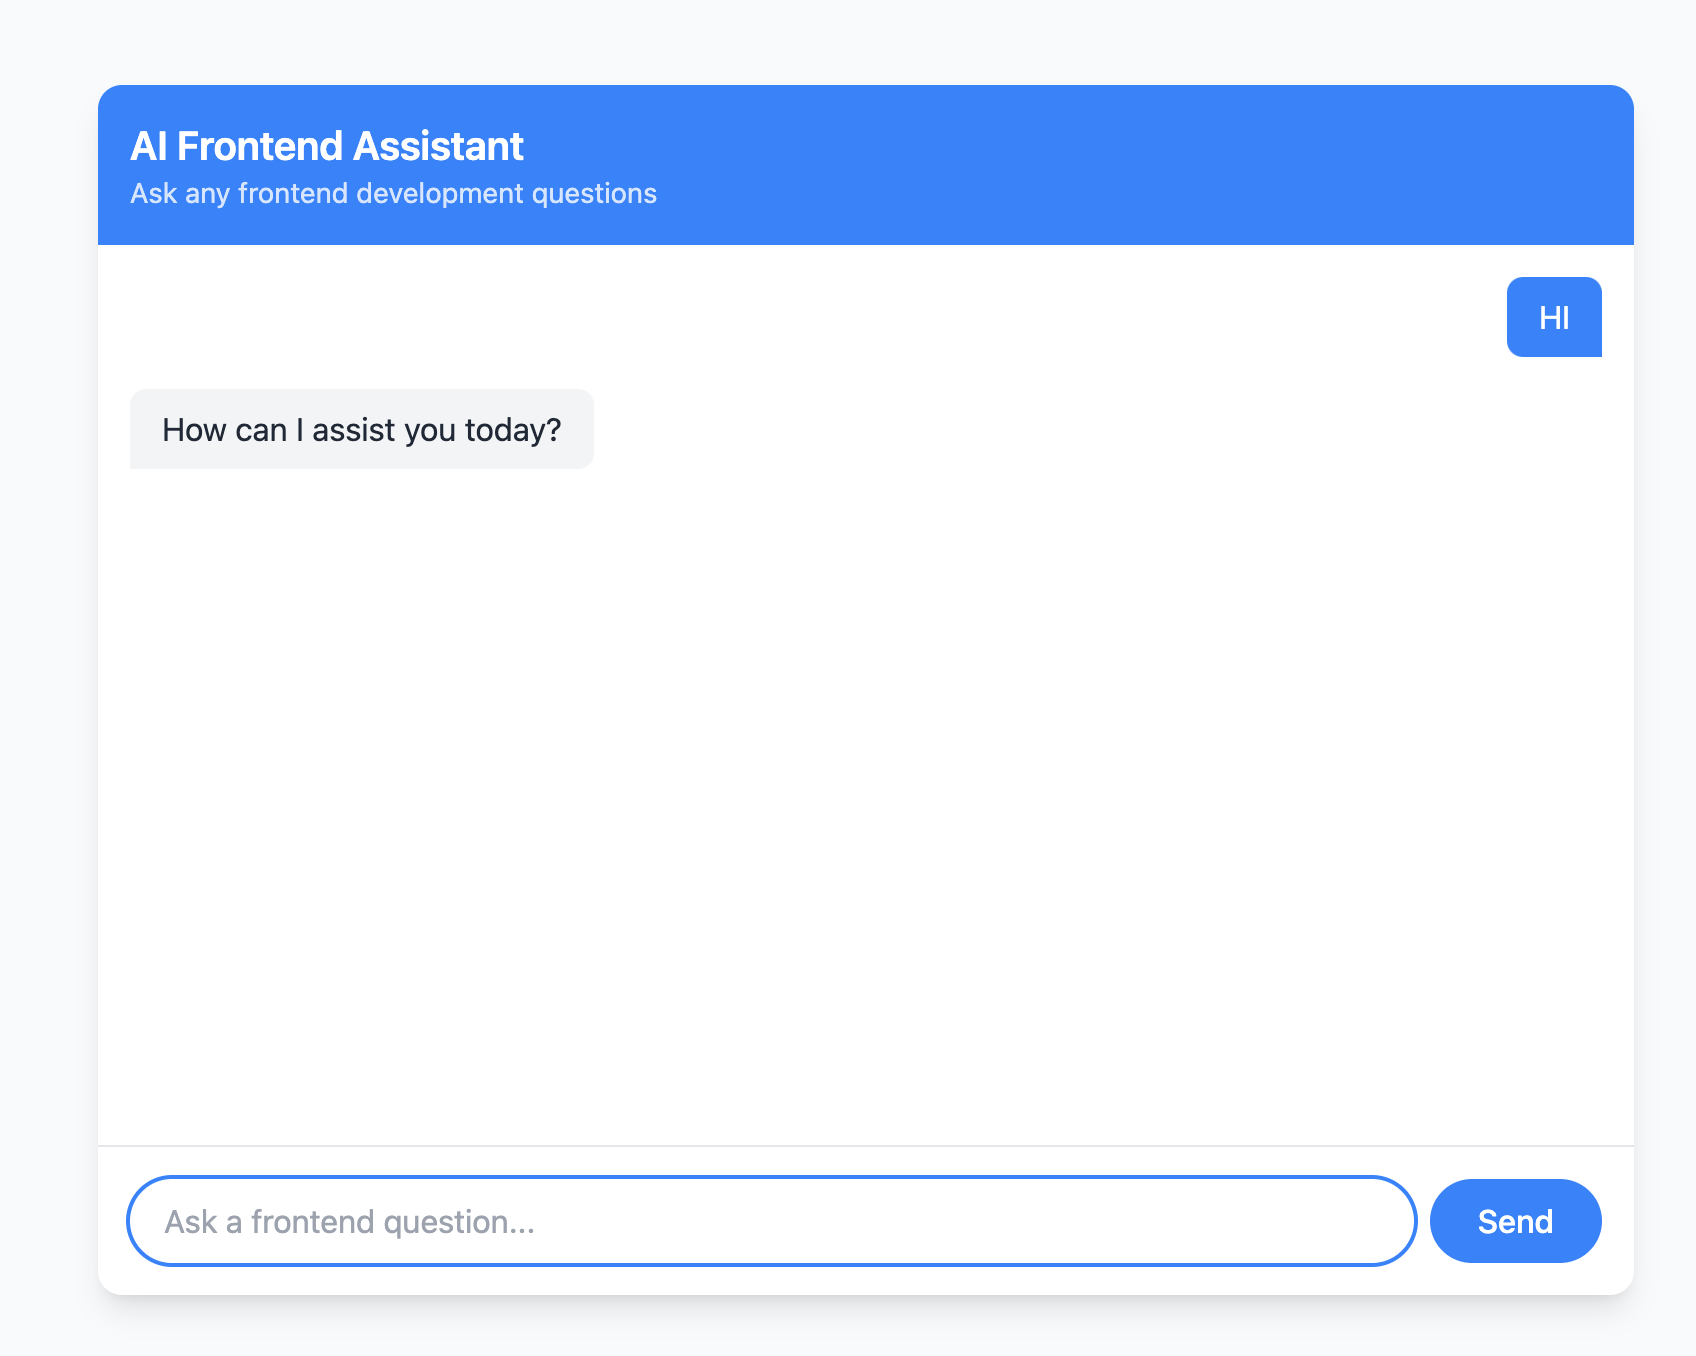 AI Frontend Assistant
Ask any frontend development questions
HI
How can I assist you today?
Ask a frontend question...
Send